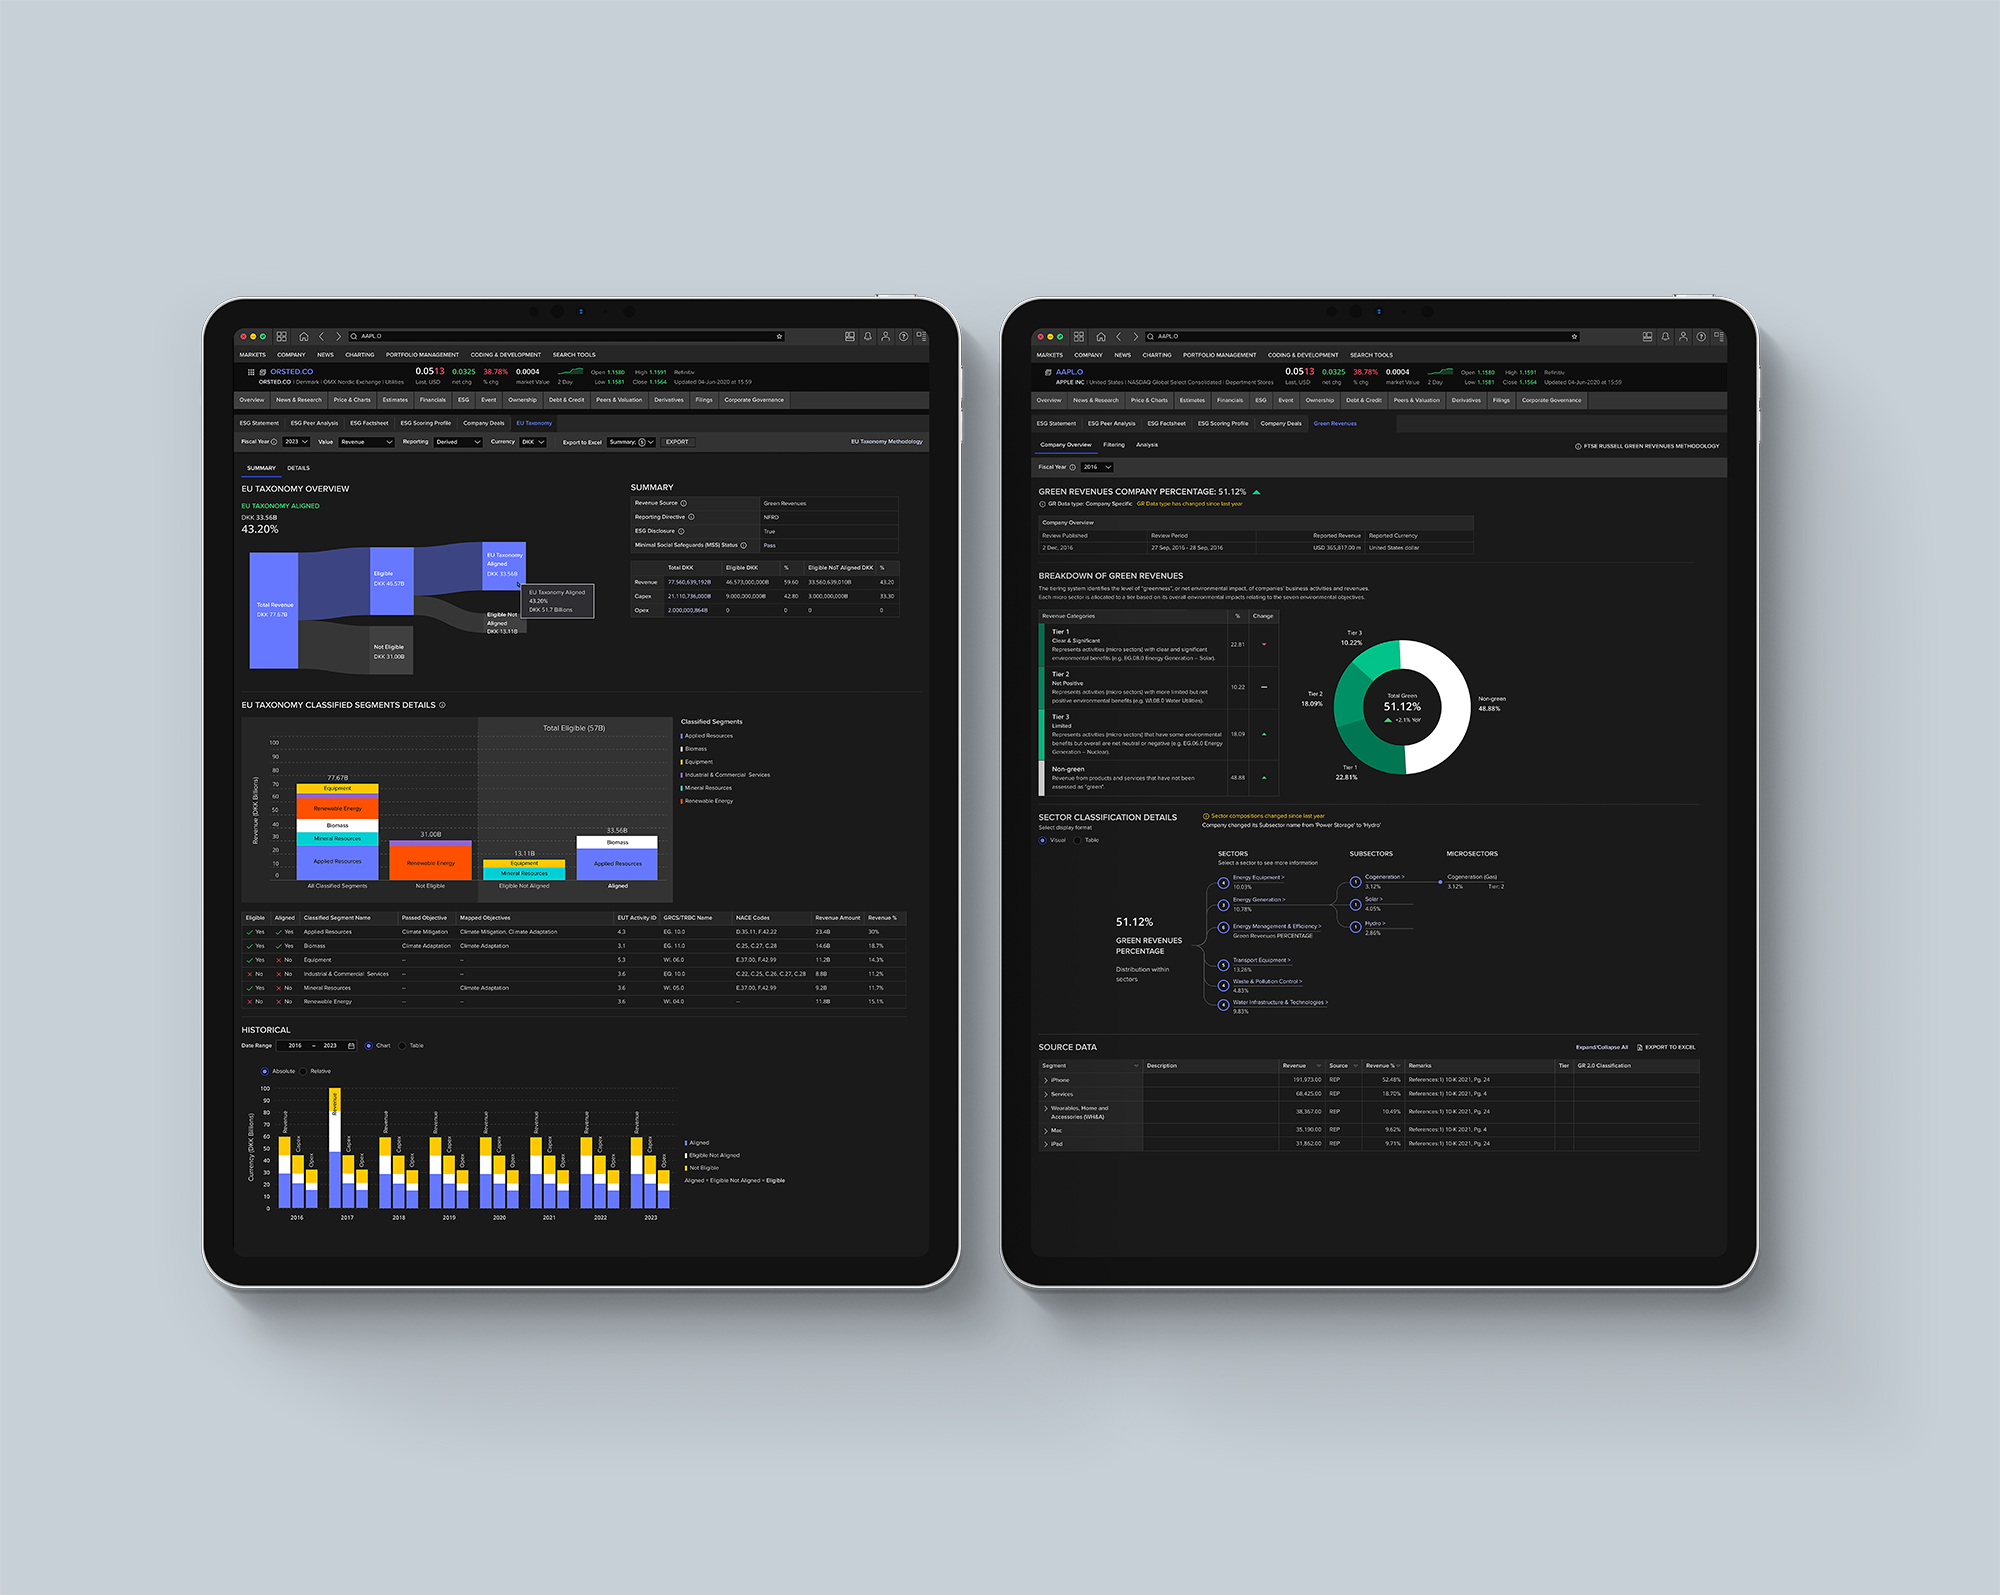 AAPL.O
MARKETS COMPANY NEWS CHARTING PORTFOLIO MANAGEMENT CODING & DEVELOPMENT SEARCH TOOLS
ORSTED.CO 0.0513 0.0325 38.78% 0.0004 Open 1.1580 High 1.1591 Refinitiv
ORSTED.CO | Denmark | OMX Nordic Exchange | Utilities Last, USD net chg % chg market Value 2 Day Low 1.1581 Close 1.1564 Updated 04-Jun-2020 at 15:59
Overview News & Research Price & Charts Estimates Financials ESG Event Ownership Debt & Credit Peers & Valuation Derivatives Filings Corporate Governance
ESG Statement ESG Peer Analysis ESG Factsheet ESG Scoring Profile Company Deals EU Taxonomy
Fiscal Year 2023 Value Revenue Reporting Derived Currency DKK Export to Excel Summary EXPORT EU Taxonomy Methodology
SUMMARY DETAILS
EU TAXONOMY OVERVIEW
EU TAXONOMY ALIGNED
DKK 33.56B
43.20%
Total Revenue
DKK 77.67B
Eligible
DKK 46.57B
Not Eligible
DKK 31.00B
EU Taxonomy
Aligned
DKK 33.56B
Eligible Not
Aligned
DKK 13.11B
EU Taxonomy Aligned
43.20%
DKK 51.7 Billions
SUMMARY
Revenue Source Green Revenues
Reporting Directive NFRD
ESG Disclosure True
Minimal Social Safeguards (MSS) Status Pass
Total DKK Eligible DKK % Eligible NoT Aligned DKK %
Revenue 77.560,639,192B 46,573,000,000B 59.60 33.560,639,010B 43.20
Capex 21.110,736,000B 9.000,000,000B 42.80 3.000,000,000B 33.30
Opex 2.000,000,864B 0 0 0 0
EU TAXONOMY CLASSIFIED SEGMENTS DETAILS
Total Eligible (57B)
Revenue (DKK Billions)
100
90
80
70
60
50
40
30
20
10
0
77.67B
Equipment
Renewable Energy
Biomass
Mineral Resources
Applied Resources
31.00B
Renewable Energy
13.11B
Equipment
Mineral Resources
33.56B
Biomass
Applied Resources
All Classified Segments Not Eligible Eligible Not Aligned Aligned
Classified Segments
Applied Resources
Biomass
Equipment
Industrial & Commercial Services
Mineral Resources
Renewable Energy
Eligible Aligned Classified Segment Name Passed Objective Mapped Objectives EUT Activity ID GRCS/TRBC Name NACE Codes Revenue Amount Revenue %
Yes Yes Applied Resources Climate Mitigation Climate Mitigation, Climate Adaptation 4.3 EG. 10.0 D.35.11, F.42.22 23.4B 30%
Yes Yes Biomass Climate Adaptation Climate Adaptation 3.1 EG. 11.0 C.25, C.27, C.28 14.6B 18.7%
Yes No Equipment -- -- 5.3 WI. 06.0 E.37.00, F.42.99 11.2B 14,3%
No No Industrial & Commercial Services -- -- 3.6 EQ. 10.0 C.22, C.25, C.26, C.27, C.28 8.8B 11.2%
Yes No Mineral Resources -- Climate Adaptation 3.6 WI. 05.0 E.37.00, F.42.99 9.2B 11,7%
No No Renewable Energy -- 3.6 WI. 04.0 -- 11.8B 15.1%
HISTORICAL
Date Range 2016 – 2023 Chart Table
Absolute Relative
Currency (DKK Billions)
100
90
80
70
60
50
40
30
20
10
0
Revenue Capex Opex Revenue Capex Opex Revenue Capex Opex Revenue Capex Opex Revenue Capex Opex Revenue Capex Opex Revenue Capex Opex Revenue Capex Opex
2016 2017 2018 2019 2020 2021 2022 2023
Aligned
Eligible Not Aligned
Not Eligible
Aligned + Eligible Not Aligned = Eligible
AAPL.O
MARKETS COMPANY NEWS CHARTING PORTFOLIO MANAGEMENT CODING & DEVELOPMENT SEARCH TOOLS
AAPL.O 0.0513 0.0325 38.78% 0.0004 Open 1.1580 High 1.1591 Refinitiv
APPLE INC | United States | NASDAQ Global Select Consolidated | Department Stores Last, USD net chg % chg market Value 2 Day Low 1.1581 Close 1.1564 Updated 04-Jun-2020 at 15:59
Overview News & Research Price & Charts Estimates Financials ESG Event Ownership Debt & Credit Peers & Valuation Derivatives Filings Corporate Governance
ESG Statement ESG Peer Analysis ESG Factsheet ESG Scoring Profile Company Deals Green Revenues
Company Overview Filtering Analysis FTSE RUSSELL GREEN REVENUES METHODOLOGY
Fiscal Year 2016
GREEN REVENUES COMPANY PERCENTAGE: 51.12%
GR Data type: Company Specific GR Data type has changed since last year
Company Overview
Review Published Review Period Reported Revenue Reported Currency
2 Dec, 2016 27 Sep, 2016 - 28 Sep, 2016 USD 365,817.00 m United States dollar
BREAKDOWN OF GREEN REVENUES
The tiering system identifies the level of "greenness", or net environmental impact, of companies' business activities and revenues.
Each micro sector is allocated to a tier based on its overall environmental impacts relating to the seven environmental objectives.
Revenue Categories % Change
Tier 1
Clear & Significant
Represents activities (micro sectors) with clear and significant
environmental benefits (e.g. EG.08.0 Energy Generation – Solar).
22.81
Tier 2
Net Positive
Represents activities (micro sectors) with more limited but net
positive environmental benefits (e.g. WI.08.0 Water Utilities).
10.22
Tier 3
Limited
Represents activities (micro sectors) that have some environmental
benefits but overall are net neutral or negative (e.g. EG.06.0 Energy
Generation – Nuclear).
18.09
Non-green
Revenue from products and services that have not been
assessed as "green".
48.88
Tier 3
10.22%
Tier 2
18.09%
Tier 1
22.81%
Non-green
48.88%
Total Green
51.12%
+2.1% YoY
SECTOR CLASSIFICATION DETAILS
Select display format
Visual Table
Sector compositions changed since last year
Company changed its Subsector name from 'Power Storage' to 'Hydro'
SECTORS SUBSECTORS MICROSECTORS
Select a sector to see more information
51.12%
GREEN REVENUES
PERCENTAGE
Distribution within
sectors
4 Energy Equipment >
10.03%
3 Energy Generation >
10.78%
6 Energy Management & Efficiency >
Green Revenues PERCENTAGE
5 Transport Equipment >
13.26%
4 Waste & Pollution Control >
4.83%
4 Water Infrastructure & Technologies >
9.83%
1 Cogeneration >
3.12%
1 Solar >
4.05%
1 Hydro >
2.86%
Cogeneration (Gas)
3.12% Tier: 2
SOURCE DATA Expand/Collapse All EXPORT TO EXCEL
Segment Description Revenue Source Revenue % Remarks Tier GR 2.0 Classification
iPhone 191,973.00 REP 52.48% References:1) 10-K 2021, Pg. 24
Services 68,425.00 REP 18.70% References:1) 10-K 2021, Pg. 4
Wearables, Home and
Accessories (WH&A) 38,367.00 REP 10.49% References:1) 10-K 2021, Pg. 24
Mac 35,190.00 REP 9.62% References:1) 10-K 2021, Pg. 4
iPad 31,862.00 REP 9.71% References:1) 10-K 2021, Pg. 24